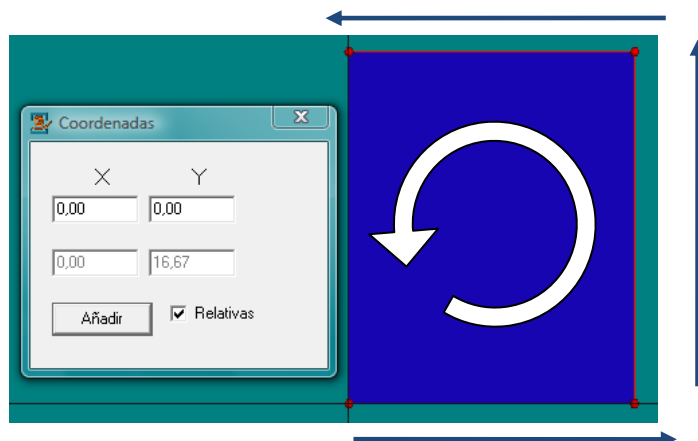 Coordenadas
X Y
0,00 0,00
0,00 16,67
Añadir Relativas